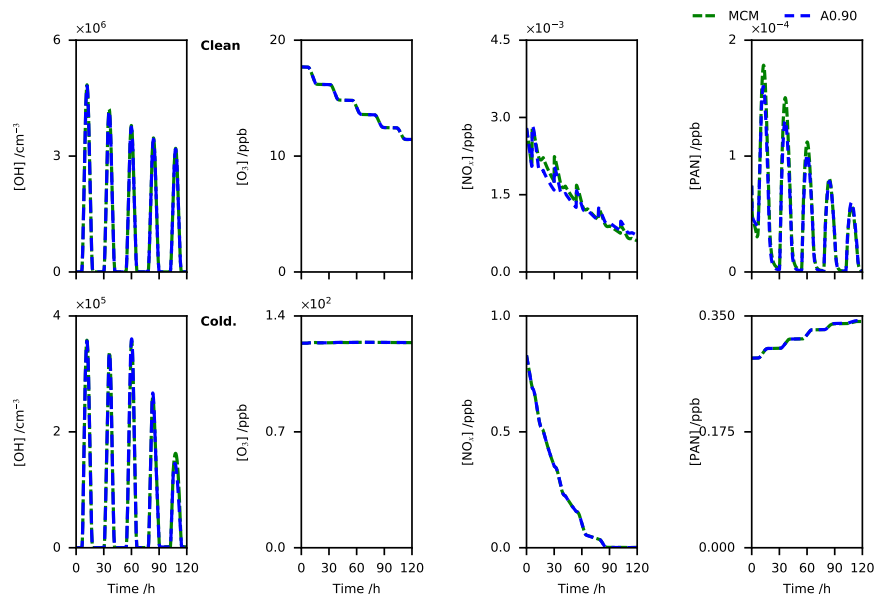 MCM A0.90
×10⁶ ×10⁻³ ×10⁻⁴
6 Clean 20 4.5 2
[OH] /cm⁻³ 3 [O₃] /ppb 10 [NOₓ] /ppb 3.0 1.5 [PAN] /ppb 1
0 0 0.0 0
×10⁵ ×10²
4 Cold. 1.4 1.0 0.350
[OH] /cm⁻³ 2 [O₃] /ppb 0.7 [NOₓ] /ppb 0.5 [PAN] /ppb 0.175
0 0.0 0.0 0.000
0 30 60 90 120 0 30 60 90 120 0 30 60 90 120 0 30 60 90 120
Time /h Time /h Time /h Time /h